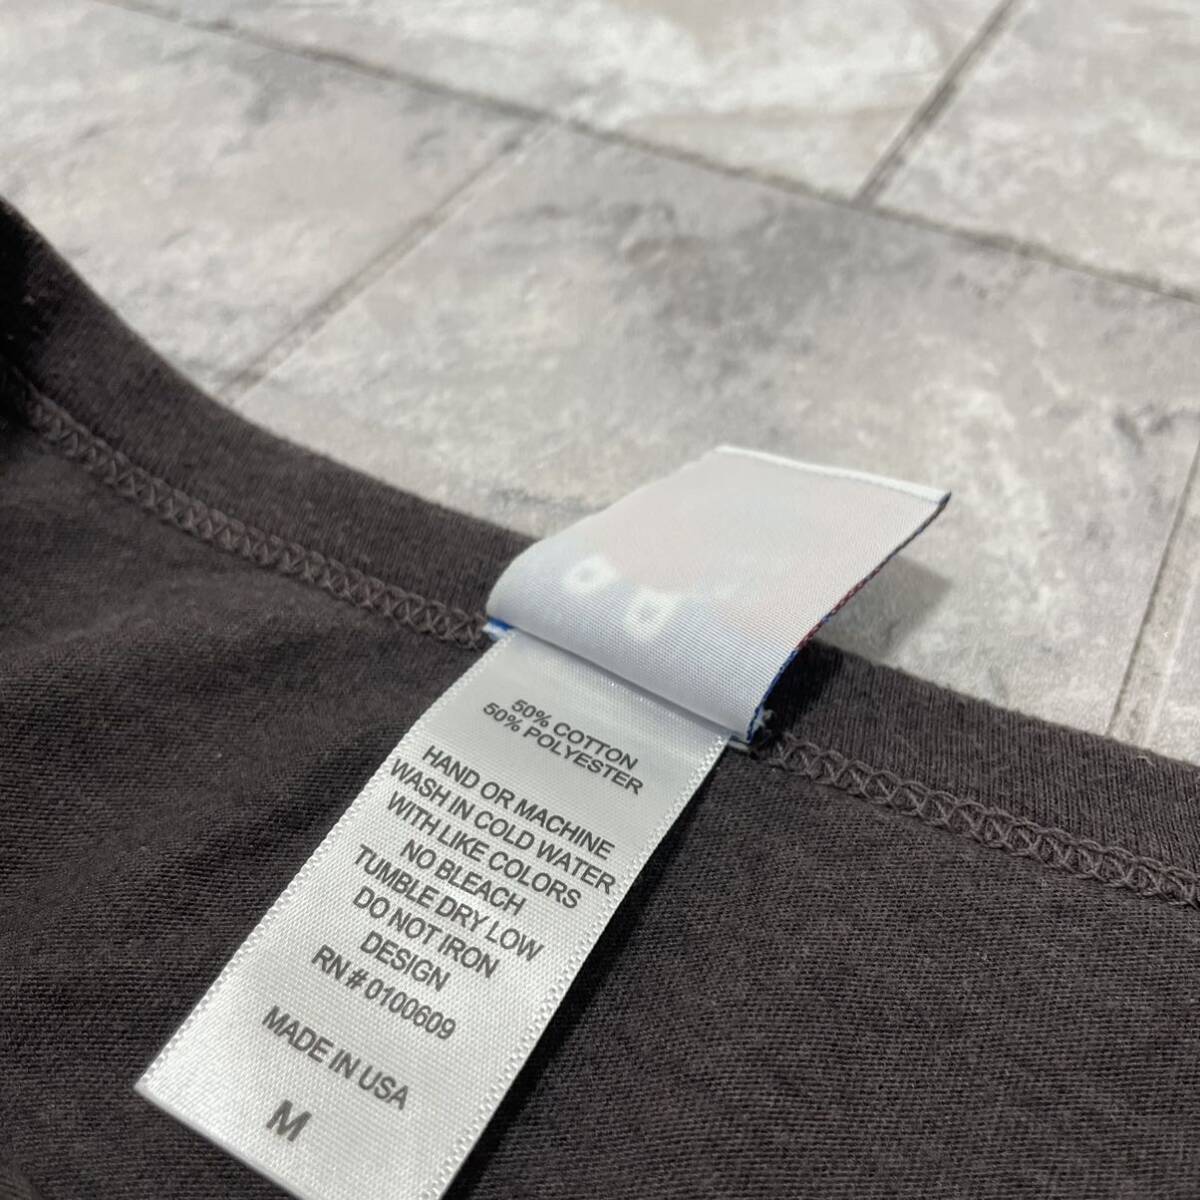 50% COTTON
50% POLYESTER
HAND OR MACHINE
WASH IN COLD WATER
WITH LIKE COLORS
NO BLEACH
TUMBLE DRY LOW
DO NOT IRON
DESIGN
RN # 0100609
MADE IN USA
M